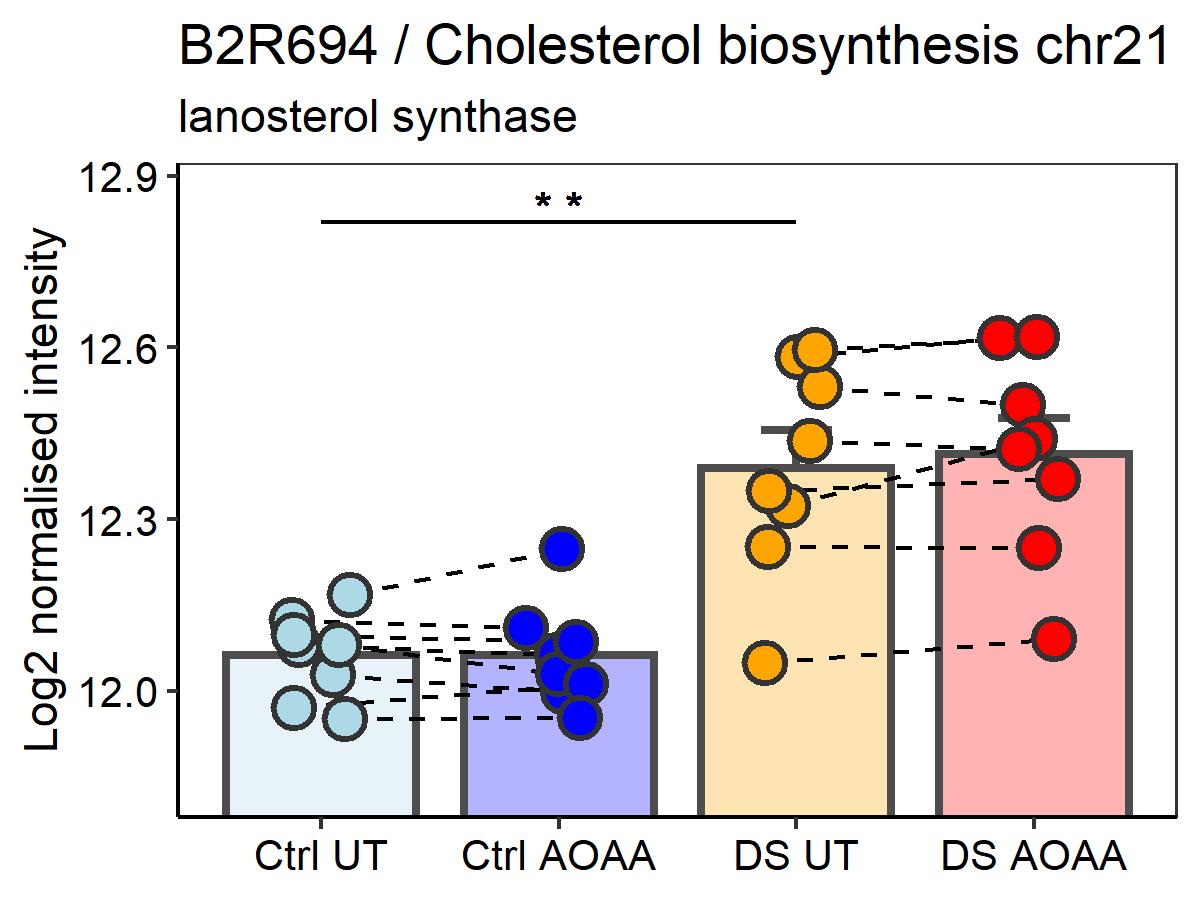 B2R694 / Cholesterol biosynthesis chr21
lanosterol synthase
Log2 normalised intensity
12.9
12.6
12.3
12.0
* *
Ctrl UT
Ctrl AOAA
DS UT
DS AOAA